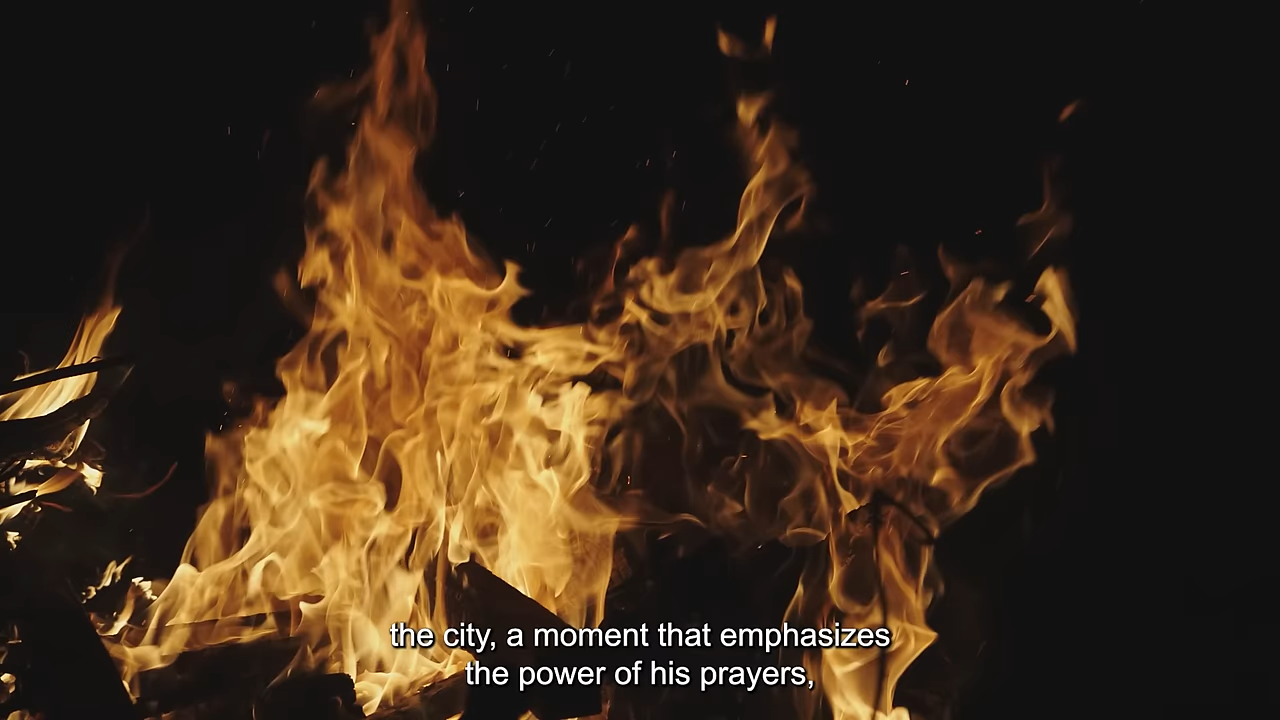 the city, a moment that emphasizes
the power of his prayers,